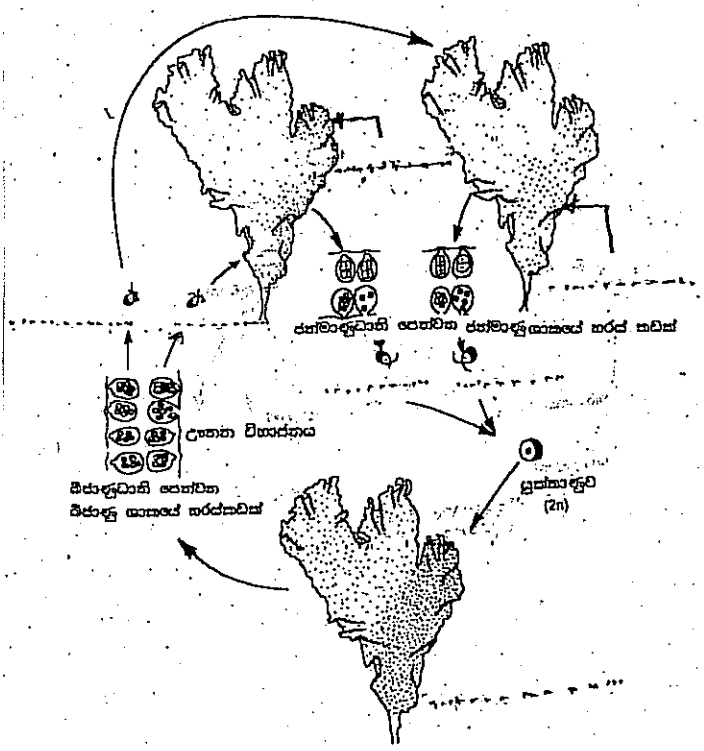 ජන්මාණුධානි පෙන්වන ජන්මාණුශාකයේ හරස් කඩක්
ඌනන විභාජනය
බීජාණුධානි පෙන්වන
බීජාණු ශාකයේ හරස්කඩක්
යුක්තාණුව
(2n)